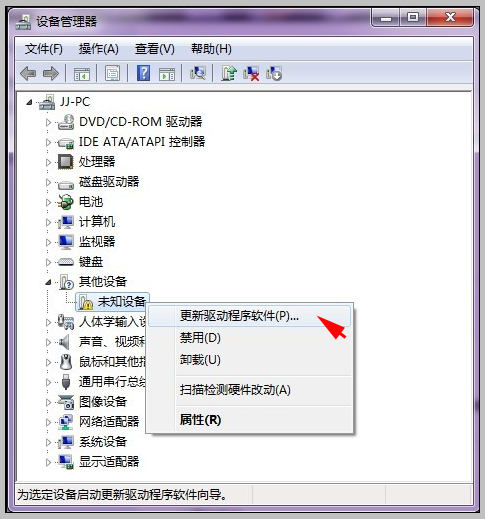 设备管理器
文件(F) 操作(A) 查看(V) 帮助(H)
JJ-PC
DVD/CD-ROM 驱动器
IDE ATA/ATAPI 控制器
处理器
磁盘驱动器
电池
计算机
监视器
键盘
其他设备
未知设备
人体学输入设
声音、视频和
鼠标和其他指
通用串行总线
图像设备
网络适配器
系统设备
显示适配器
更新驱动程序软件(P)...
禁用(D)
卸载(U)
扫描检测硬件改动(A)
属性(R)
为选定设备启动更新驱动程序软件向导。